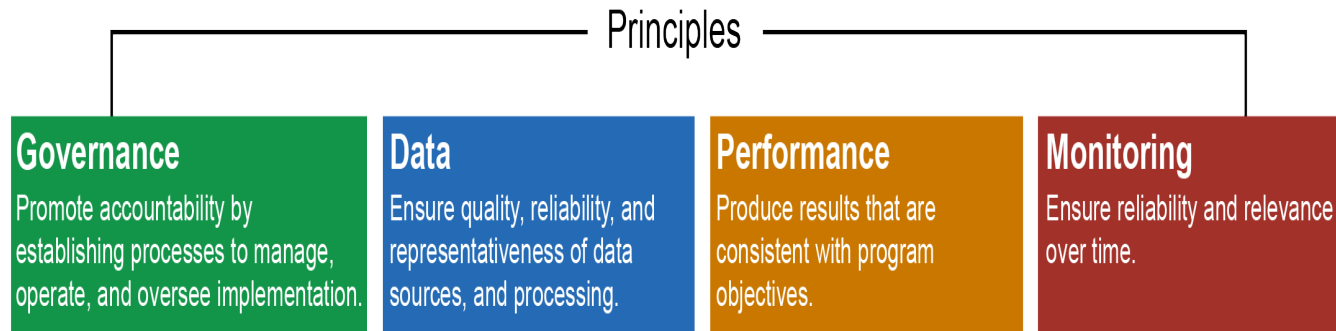 Principles
Governance
Promote accountability by
establishing processes to manage,
operate, and oversee implementation.
Data
Ensure quality, reliability, and
representativeness of data
sources, and processing.
Performance
Produce results that are
consistent with program
objectives.
Monitoring
Ensure reliability and relevance
over time.